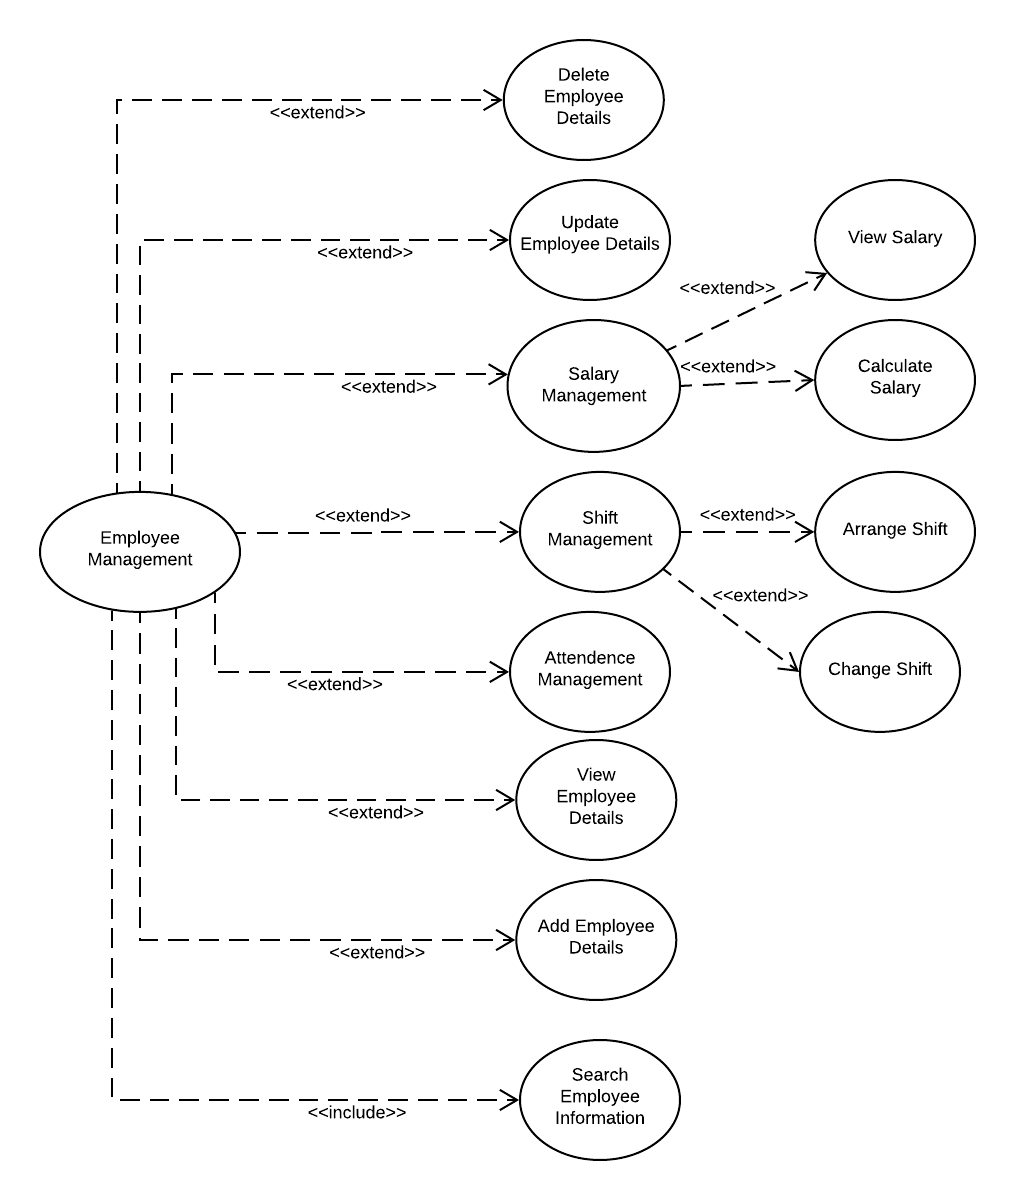 Delete
Employee
Details
<<extend>>
Update
Employee Details
<<extend>>
View Salary
<<extend>>
Salary
Management
<<extend>>
<<extend>>
Calculate
Salary
Employee
Management
<<extend>>
Shift
Management
<<extend>>
Arrange Shift
<<extend>>
Change Shift
Attendence
Management
<<extend>>
View
Employee
Details
<<extend>>
Add Employee
Details
<<extend>>
Search
Employee
Information
<<include>>